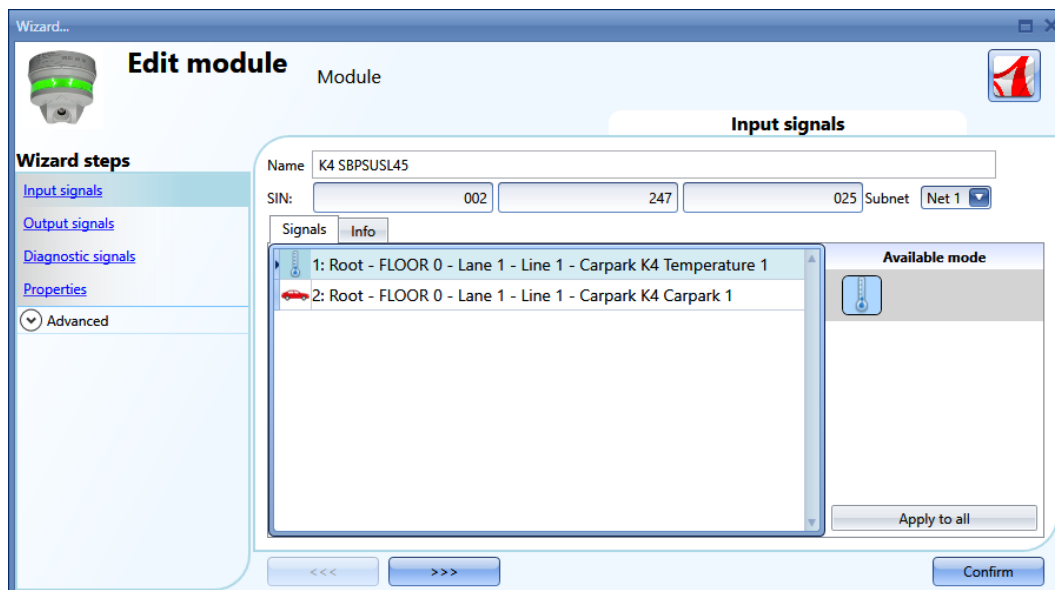 Wizard...
Edit module
Module
Input signals
Wizard steps
Input signals
Output signals
Diagnostic signals
Properties
Advanced
Name K4 SBPSUSL45
SIN: 002 247 025 Subnet Net 1
Signals Info
1: Root - FLOOR 0 - Lane 1 - Line 1 - Carpark K4 Temperature 1
2: Root - FLOOR 0 - Lane 1 - Line 1 - Carpark K4 Carpark 1
Available mode
Apply to all
<<< >>> Confirm